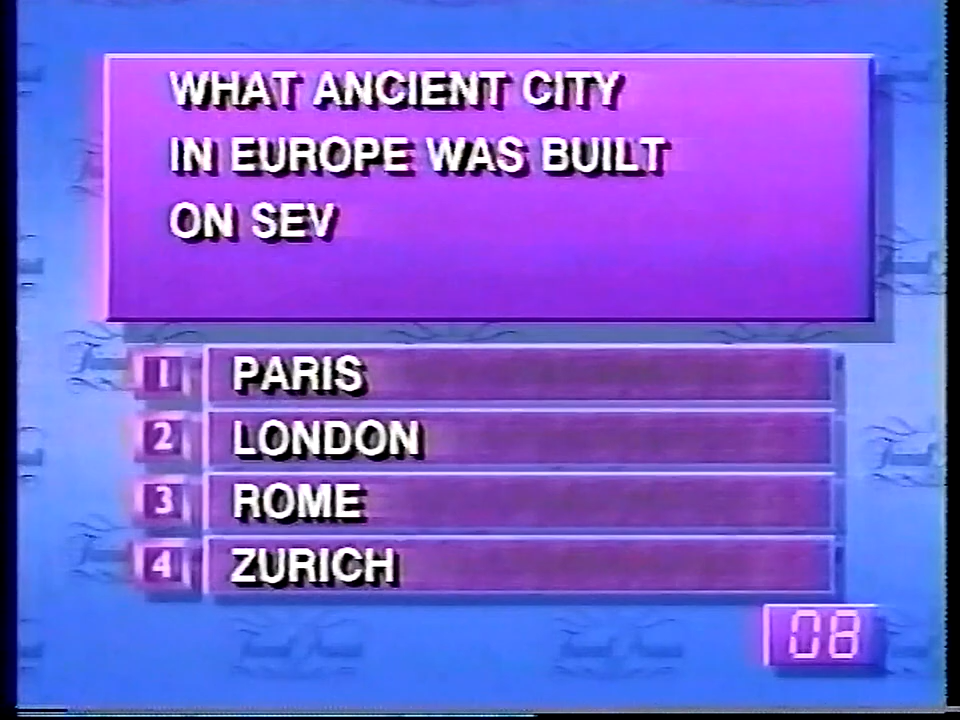 WHAT ANCIENT CITY
IN EUROPE WAS BUILT
ON SEV
1 PARIS
2 LONDON
3 ROME
4 ZURICH
08